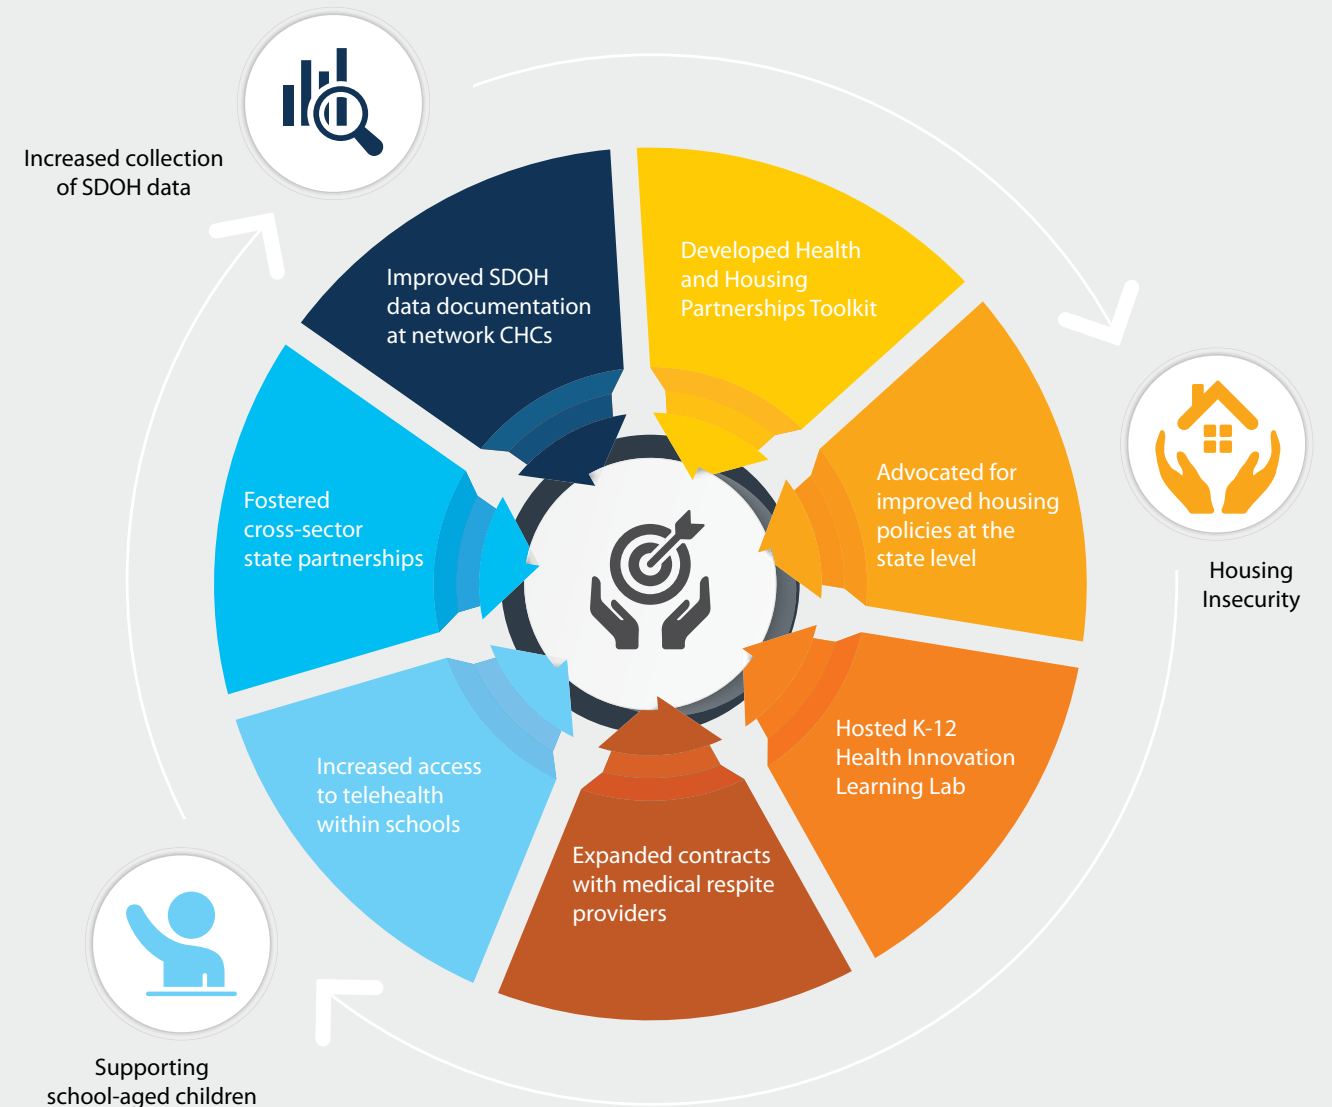 Increased collection
of SDOH data
Improved SDOH
data documentation
at network CHCs
Developed Health
and Housing
Partnerships Toolkit
Advocated for
improved housing
policies at the
state level
Housing
Insecurity
Hosted K-12
Health Innovation
Learning Lab
Expanded contracts
with medical respite
providers
Increased access
to telehealth
within schools
Fostered
cross-sector
state partnerships
Supporting
school-aged children